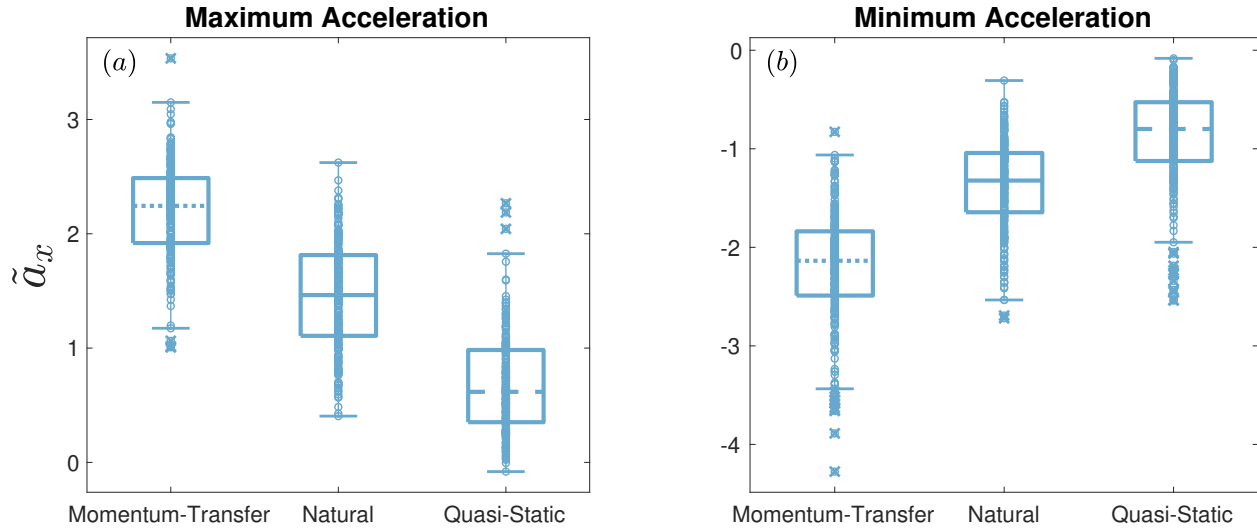 Maximum Acceleration
(a)
ã_x
3
2
1
0
Momentum-Transfer Natural Quasi-Static
Minimum Acceleration
(b)
0
-1
-2
-3
-4
Momentum-Transfer Natural Quasi-Static